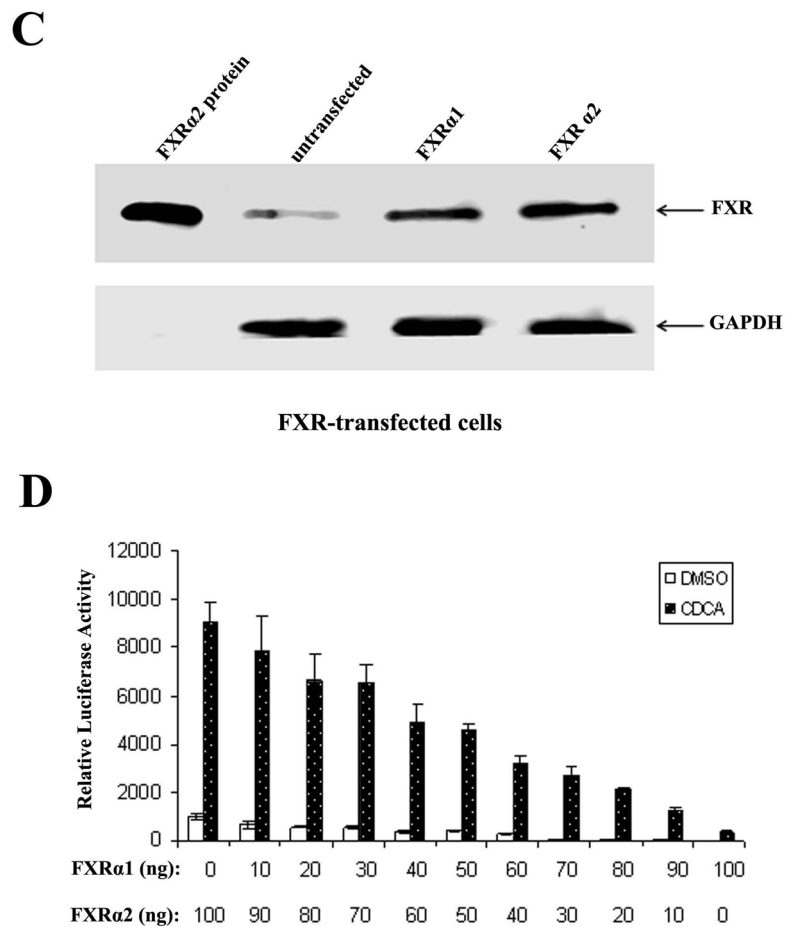 C
FXRα2 protein
untransfected
FXRα1
FXR α2
FXR
GAPDH
FXR-transfected cells
D
Relative Luciferase Activity
12000
10000
8000
6000
4000
2000
0
DMSO
CDCA
FXRα1 (ng): 0 10 20 30 40 50 60 70 80 90 100
FXRα2 (ng): 100 90 80 70 60 50 40 30 20 10 0